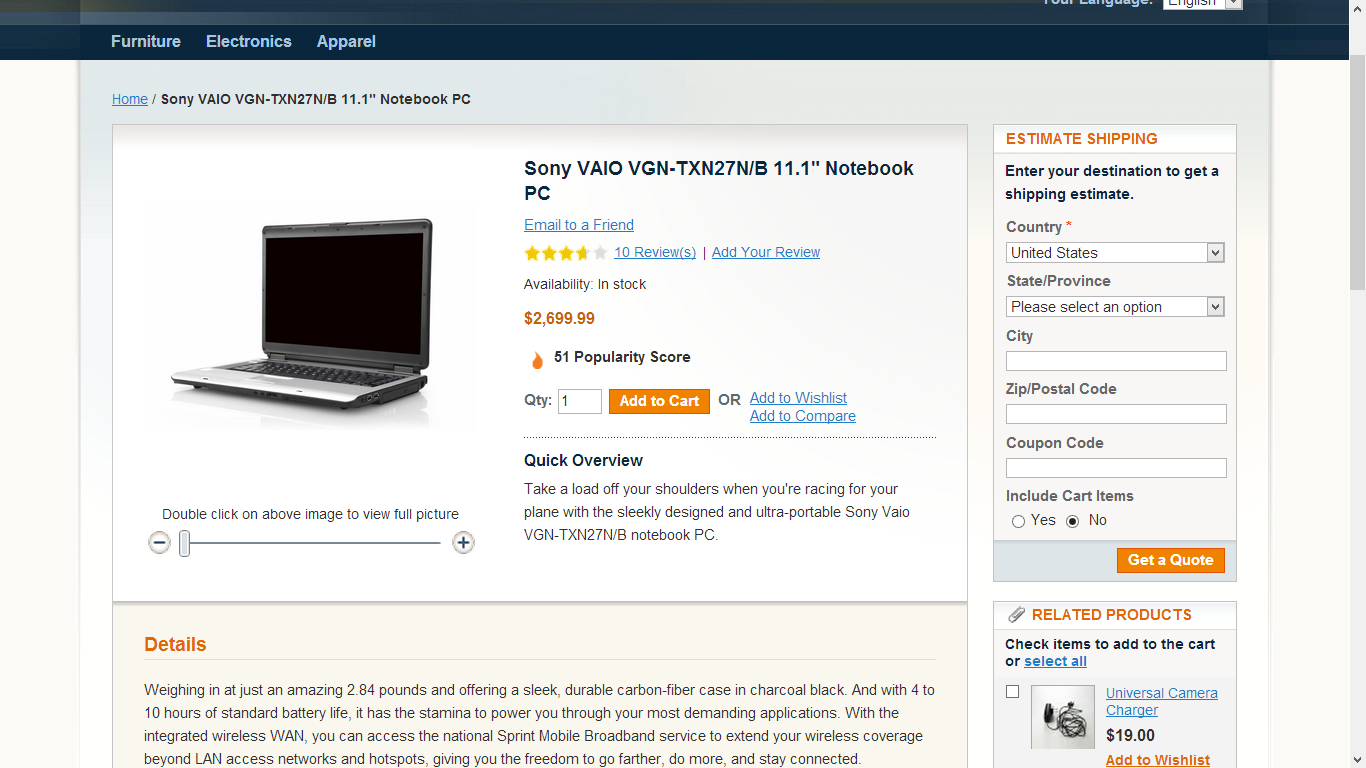 Your Language: English
Furniture Electronics Apparel
Home / Sony VAIO VGN-TXN27N/B 11.1" Notebook PC
Sony VAIO VGN-TXN27N/B 11.1" Notebook
PC
Email to a Friend
10 Review(s) | Add Your Review
Availability: In stock
$2,699.99
51 Popularity Score
Qty: 1 Add to Cart OR Add to Wishlist
Add to Compare
Quick Overview
Take a load off your shoulders when you're racing for your
plane with the sleekly designed and ultra-portable Sony Vaio
VGN-TXN27N/B notebook PC.
Double click on above image to view full picture
Details
Weighing in at just an amazing 2.84 pounds and offering a sleek, durable carbon-fiber case in charcoal black. And with 4 to
10 hours of standard battery life, it has the stamina to power you through your most demanding applications. With the
integrated wireless WAN, you can access the national Sprint Mobile Broadband service to extend your wireless coverage
beyond LAN access networks and hotspots, giving you the freedom to go farther, do more, and stay connected.
ESTIMATE SHIPPING
Enter your destination to get a
shipping estimate.
Country *
United States
State/Province
Please select an option
City
Zip/Postal Code
Coupon Code
Include Cart Items
Yes No
Get a Quote
RELATED PRODUCTS
Check items to add to the cart
or select all
Universal Camera
Charger
$19.00
Add to Wishlist